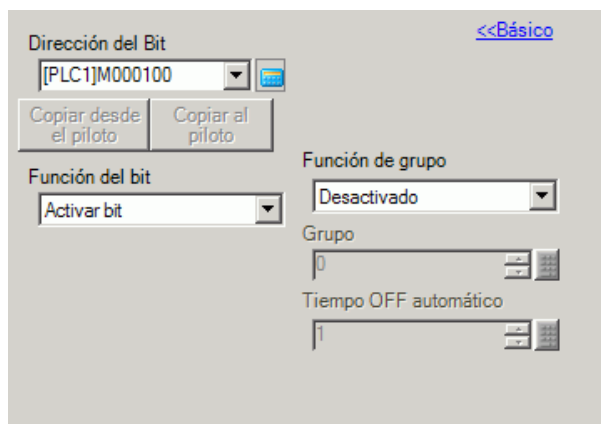 <<Básico
Dirección del Bit
[PLC1]M000100
Copiar desde
el piloto
Copiar al
piloto
Función del bit
Activar bit
Función de grupo
Desactivado
Grupo
0
Tiempo OFF automático
1